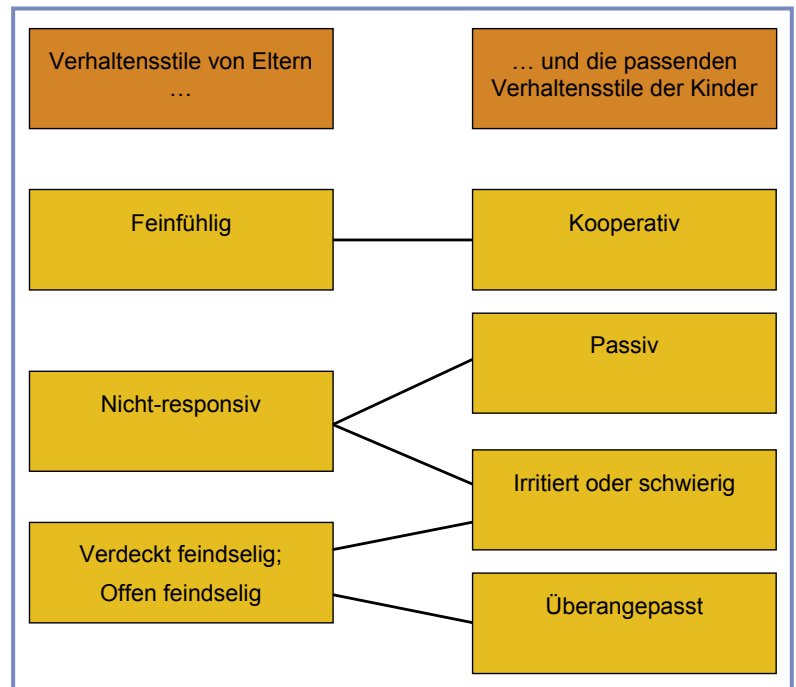 Verhaltensstile von Eltern
…
… und die passenden
Verhaltensstile der Kinder
Feinfühlig
Kooperativ
Passiv
Nicht-responsiv
Irritiert oder schwierig
Verdeckt feindselig;
Offen feindselig
Überangepasst